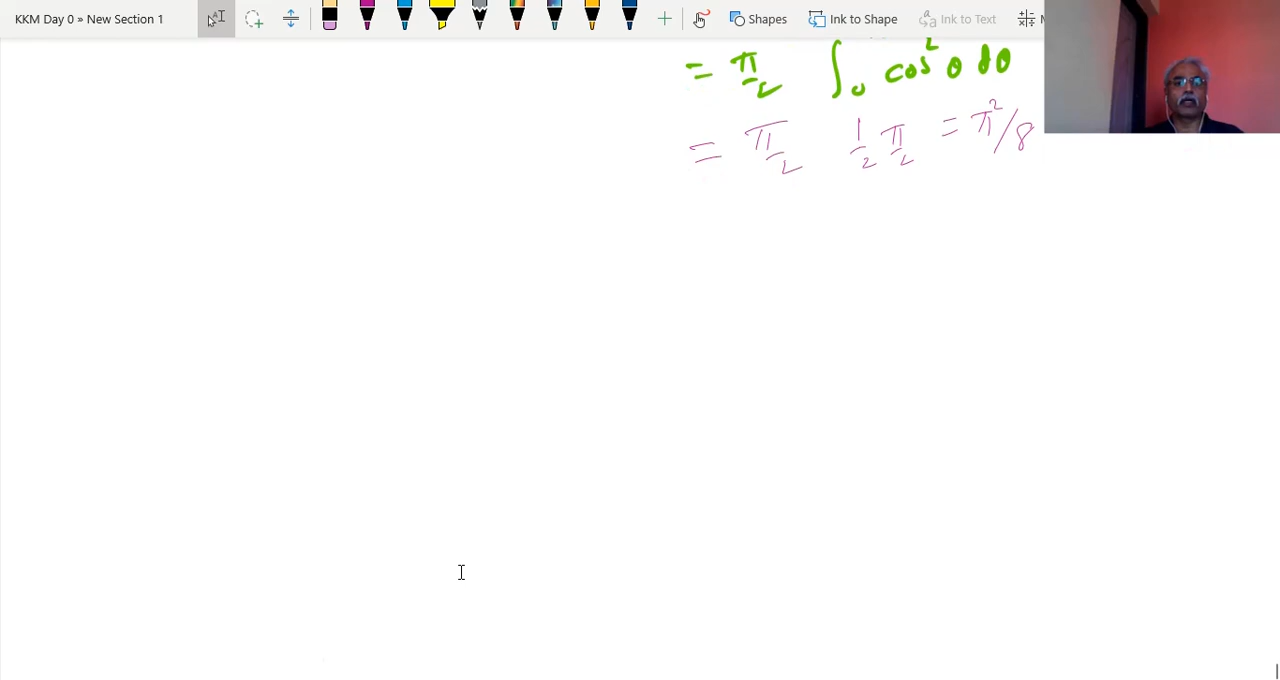 KKM Day 0 » New Section 1
Shapes
Ink to Shape
Ink to Text
= π/2 ∫₀ cos² θ dθ
= π/2 1/2 π/2 = π²/8